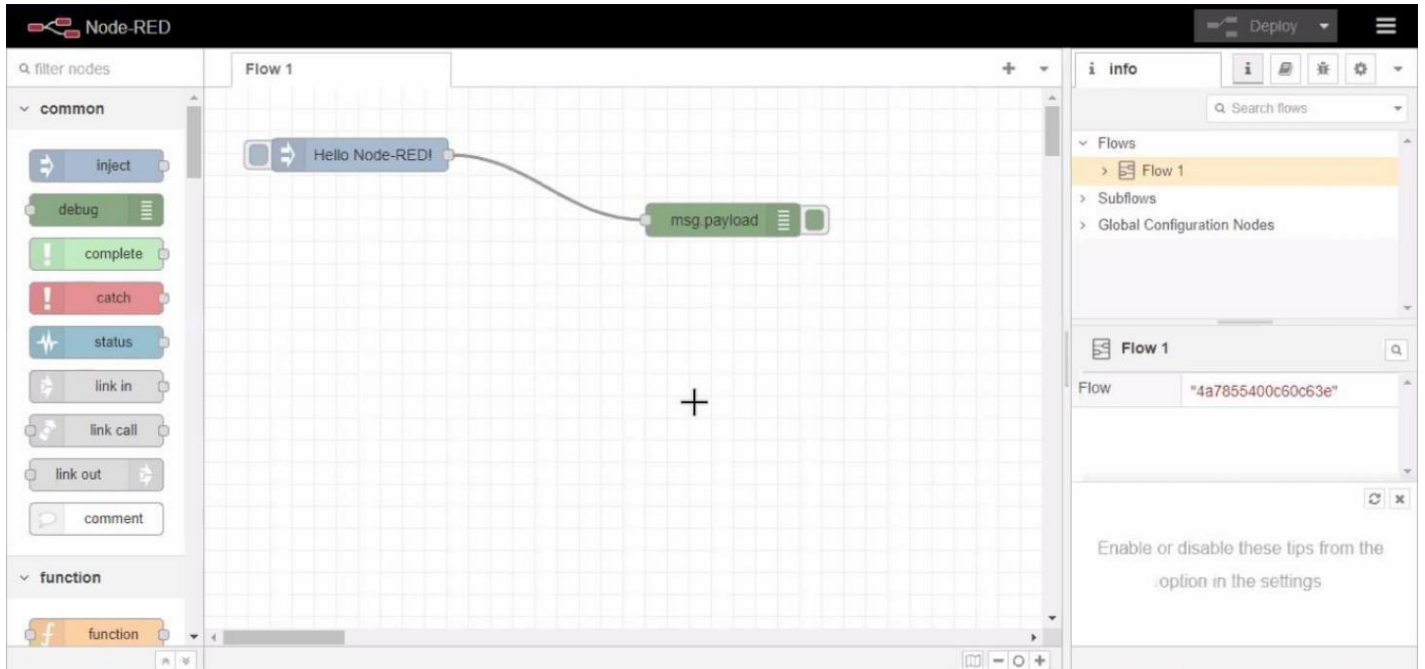 Node-RED
Deploy
filter nodes
Flow 1
i info
i
Search flows
common
inject
debug
complete
catch
status
link in
link call
link out
comment
function
f function
Hello Node-RED!
msg.payload
Flows
Flow 1
Subflows
Global Configuration Nodes
Flow 1
Flow "4a7855400c60c63e"
Enable or disable these tips from the
option in the settings